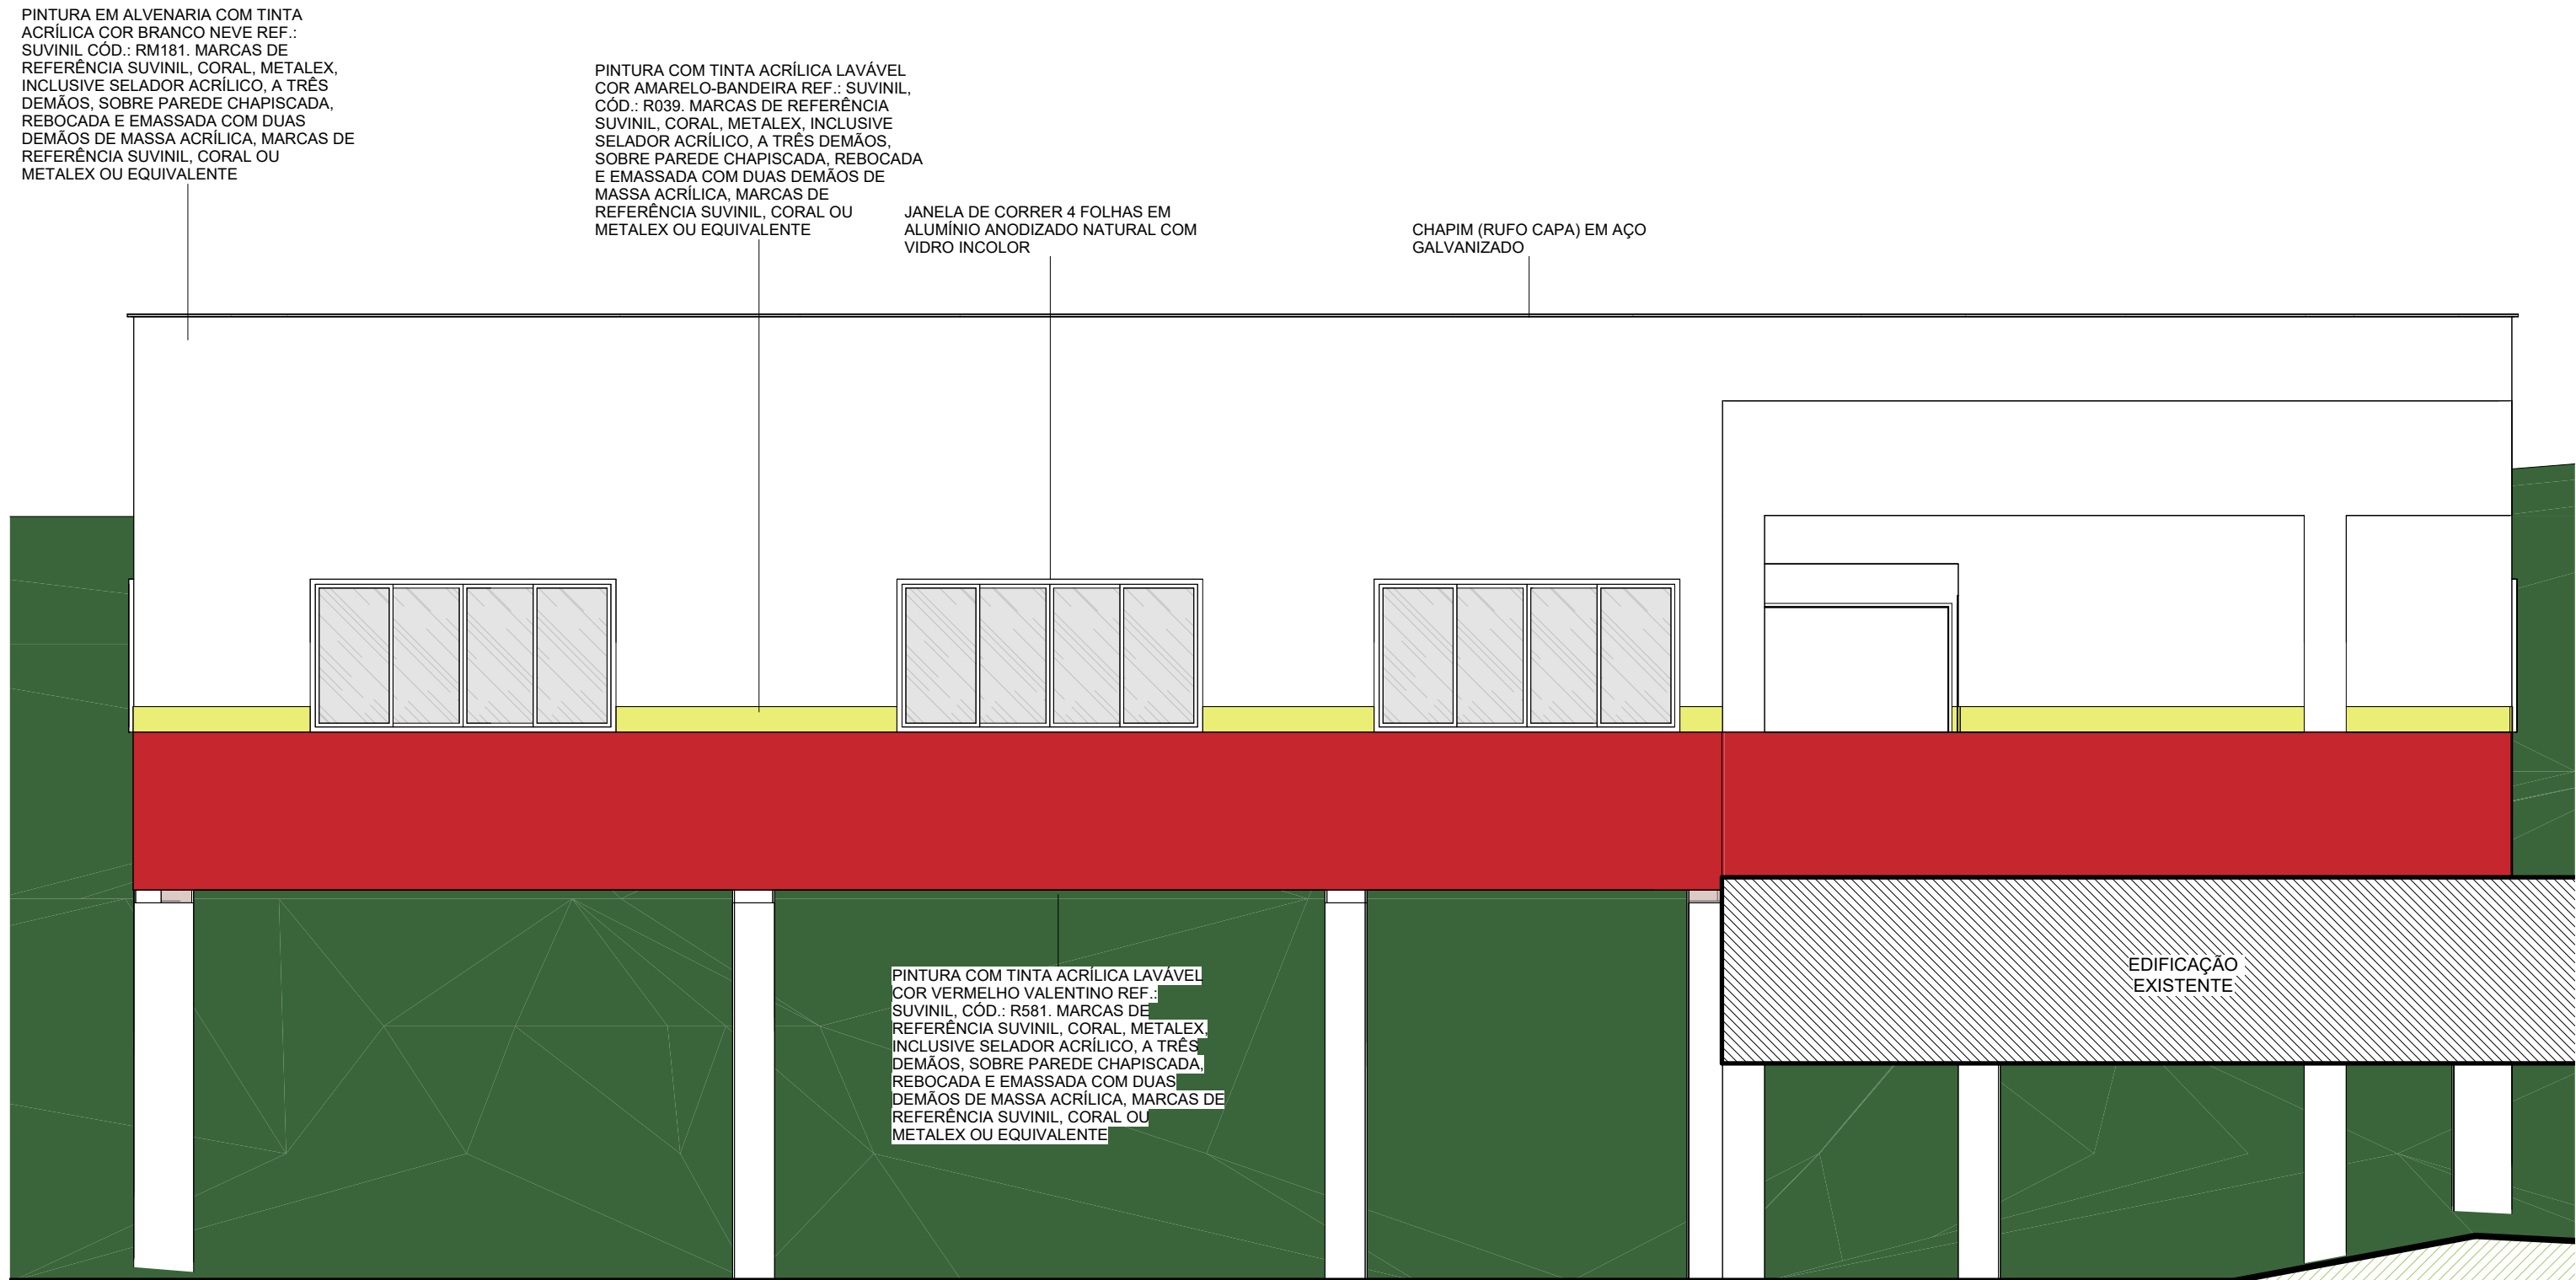 PINTURA EM ALVENARIA COM TINTA
ACRÍLICA COR BRANCO NEVE REF.:
SUVINIL CÓD.: RM181. MARCAS DE
REFERÊNCIA SUVINIL, CORAL, METALEX,
INCLUSIVE SELADOR ACRÍLICO, A TRÊS
DEMÃOS, SOBRE PAREDE CHAPISCADA,
REBOCADA E EMASSADA COM DUAS
DEMÃOS DE MASSA ACRÍLICA, MARCAS DE
REFERÊNCIA SUVINIL, CORAL OU
METALEX OU EQUIVALENTE
PINTURA COM TINTA ACRÍLICA LAVÁVEL
COR AMARELO-BANDEIRA REF.: SUVINIL,
CÓD.: R039. MARCAS DE REFERÊNCIA
SUVINIL, CORAL, METALEX, INCLUSIVE
SELADOR ACRÍLICO, A TRÊS DEMÃOS,
SOBRE PAREDE CHAPISCADA, REBOCADA
E EMASSADA COM DUAS DEMÃOS DE
MASSA ACRÍLICA, MARCAS DE
REFERÊNCIA SUVINIL, CORAL OU
METALEX OU EQUIVALENTE
JANELA DE CORRER 4 FOLHAS EM
ALUMÍNIO ANODIZADO NATURAL COM
VIDRO INCOLOR
CHAPIM (RUFO CAPA) EM AÇO
GALVANIZADO
PINTURA COM TINTA ACRÍLICA LAVÁVEL
COR VERMELHO VALENTINO REF.:
SUVINIL, CÓD.: R581. MARCAS DE
REFERÊNCIA SUVINIL, CORAL, METALEX,
INCLUSIVE SELADOR ACRÍLICO, A TRÊS
DEMÃOS, SOBRE PAREDE CHAPISCADA,
REBOCADA E EMASSADA COM DUAS
DEMÃOS DE MASSA ACRÍLICA, MARCAS DE
REFERÊNCIA SUVINIL, CORAL OU
METALEX OU EQUIVALENTE
EDIFICAÇÃO
EXISTENTE